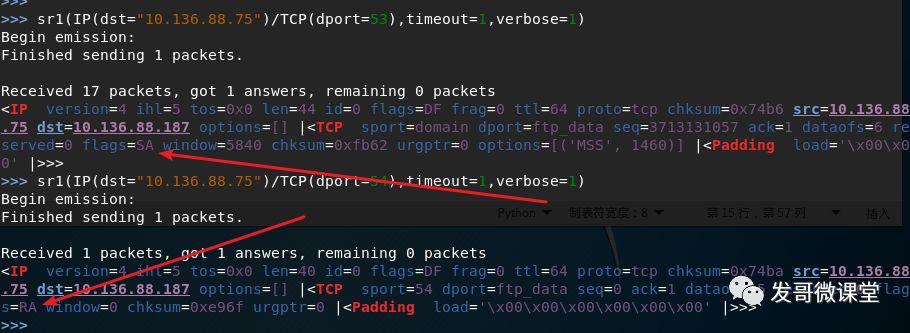 >>>
>>> sr1(IP(dst="10.136.88.75")/TCP(dport=53),timeout=1,verbose=1)
Begin emission:
Finished sending 1 packets.
Received 17 packets, got 1 answers, remaining 0 packets
<IP  version=4 ihl=5 tos=0x0 len=44 id=0 flags=DF frag=0 ttl=64 proto=tcp chksum=0x74b6 src=10.136.88
.75 dst=10.136.88.187 options=[] |<TCP  sport=domain dport=ftp_data seq=3713131057 ack=1 dataofs=6 re
served=0 flags=SA window=5840 chksum=0xfb62 urgptr=0 options=[('MSS', 1460)] |<Padding  load='\x00\x0
0' |>>>
>>> sr1(IP(dst="10.136.88.75")/TCP(dport=54),timeout=1,verbose=1)
Begin emission:
Finished sending 1 packets.
Python 制表符宽度：8 第 15 行，第 57 列 插入
Received 1 packets, got 1 answers, remaining 0 packets
<IP  version=4 ihl=5 tos=0x0 len=40 id=0 flags=DF frag=0 ttl=64 proto=tcp chksum=0x74ba src=10.136.88
.75 dst=10.136.88.187 options=[] |<TCP  sport=54 dport=ftp_data seq=0 ack=1 flag
s=RA window=0 chksum=0xe96f urgptr=0 |<Padding  load='\x00\x00\x00\x00\x00\x00' |>>>
发哥微课堂
>>>